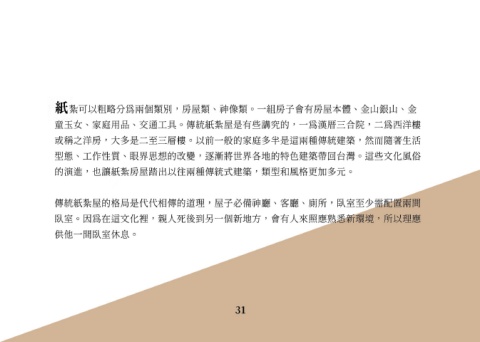 紙紮可以粗略分為兩個類別，房屋類、神像類。一組房子會有房屋本體、金山銀山、金
童玉女、家庭用品、交通工具。傳統紙紮屋是有些講究的，一為漢厝三合院，二為西洋樓
或稱之洋房，大多是二至三層樓。以前一般的家庭多半是這兩種傳統建築，然而隨著生活
型態、工作性質、眼界思想的改變，逐漸將世界各地的特色建築帶回台灣。這些文化風俗
的演進，也讓紙紮房屋踏出以往兩種傳統式建築，類型和風格更加多元。
傳統紙紮屋的格局是代代相傳的道理，屋子必備神廳、客廳、廁所，臥室至少需配置兩間
臥室。因為在這文化裡，親人死後到另一個新地方，會有人來照應熟悉新環境，所以理應
供他一間臥室休息。
31